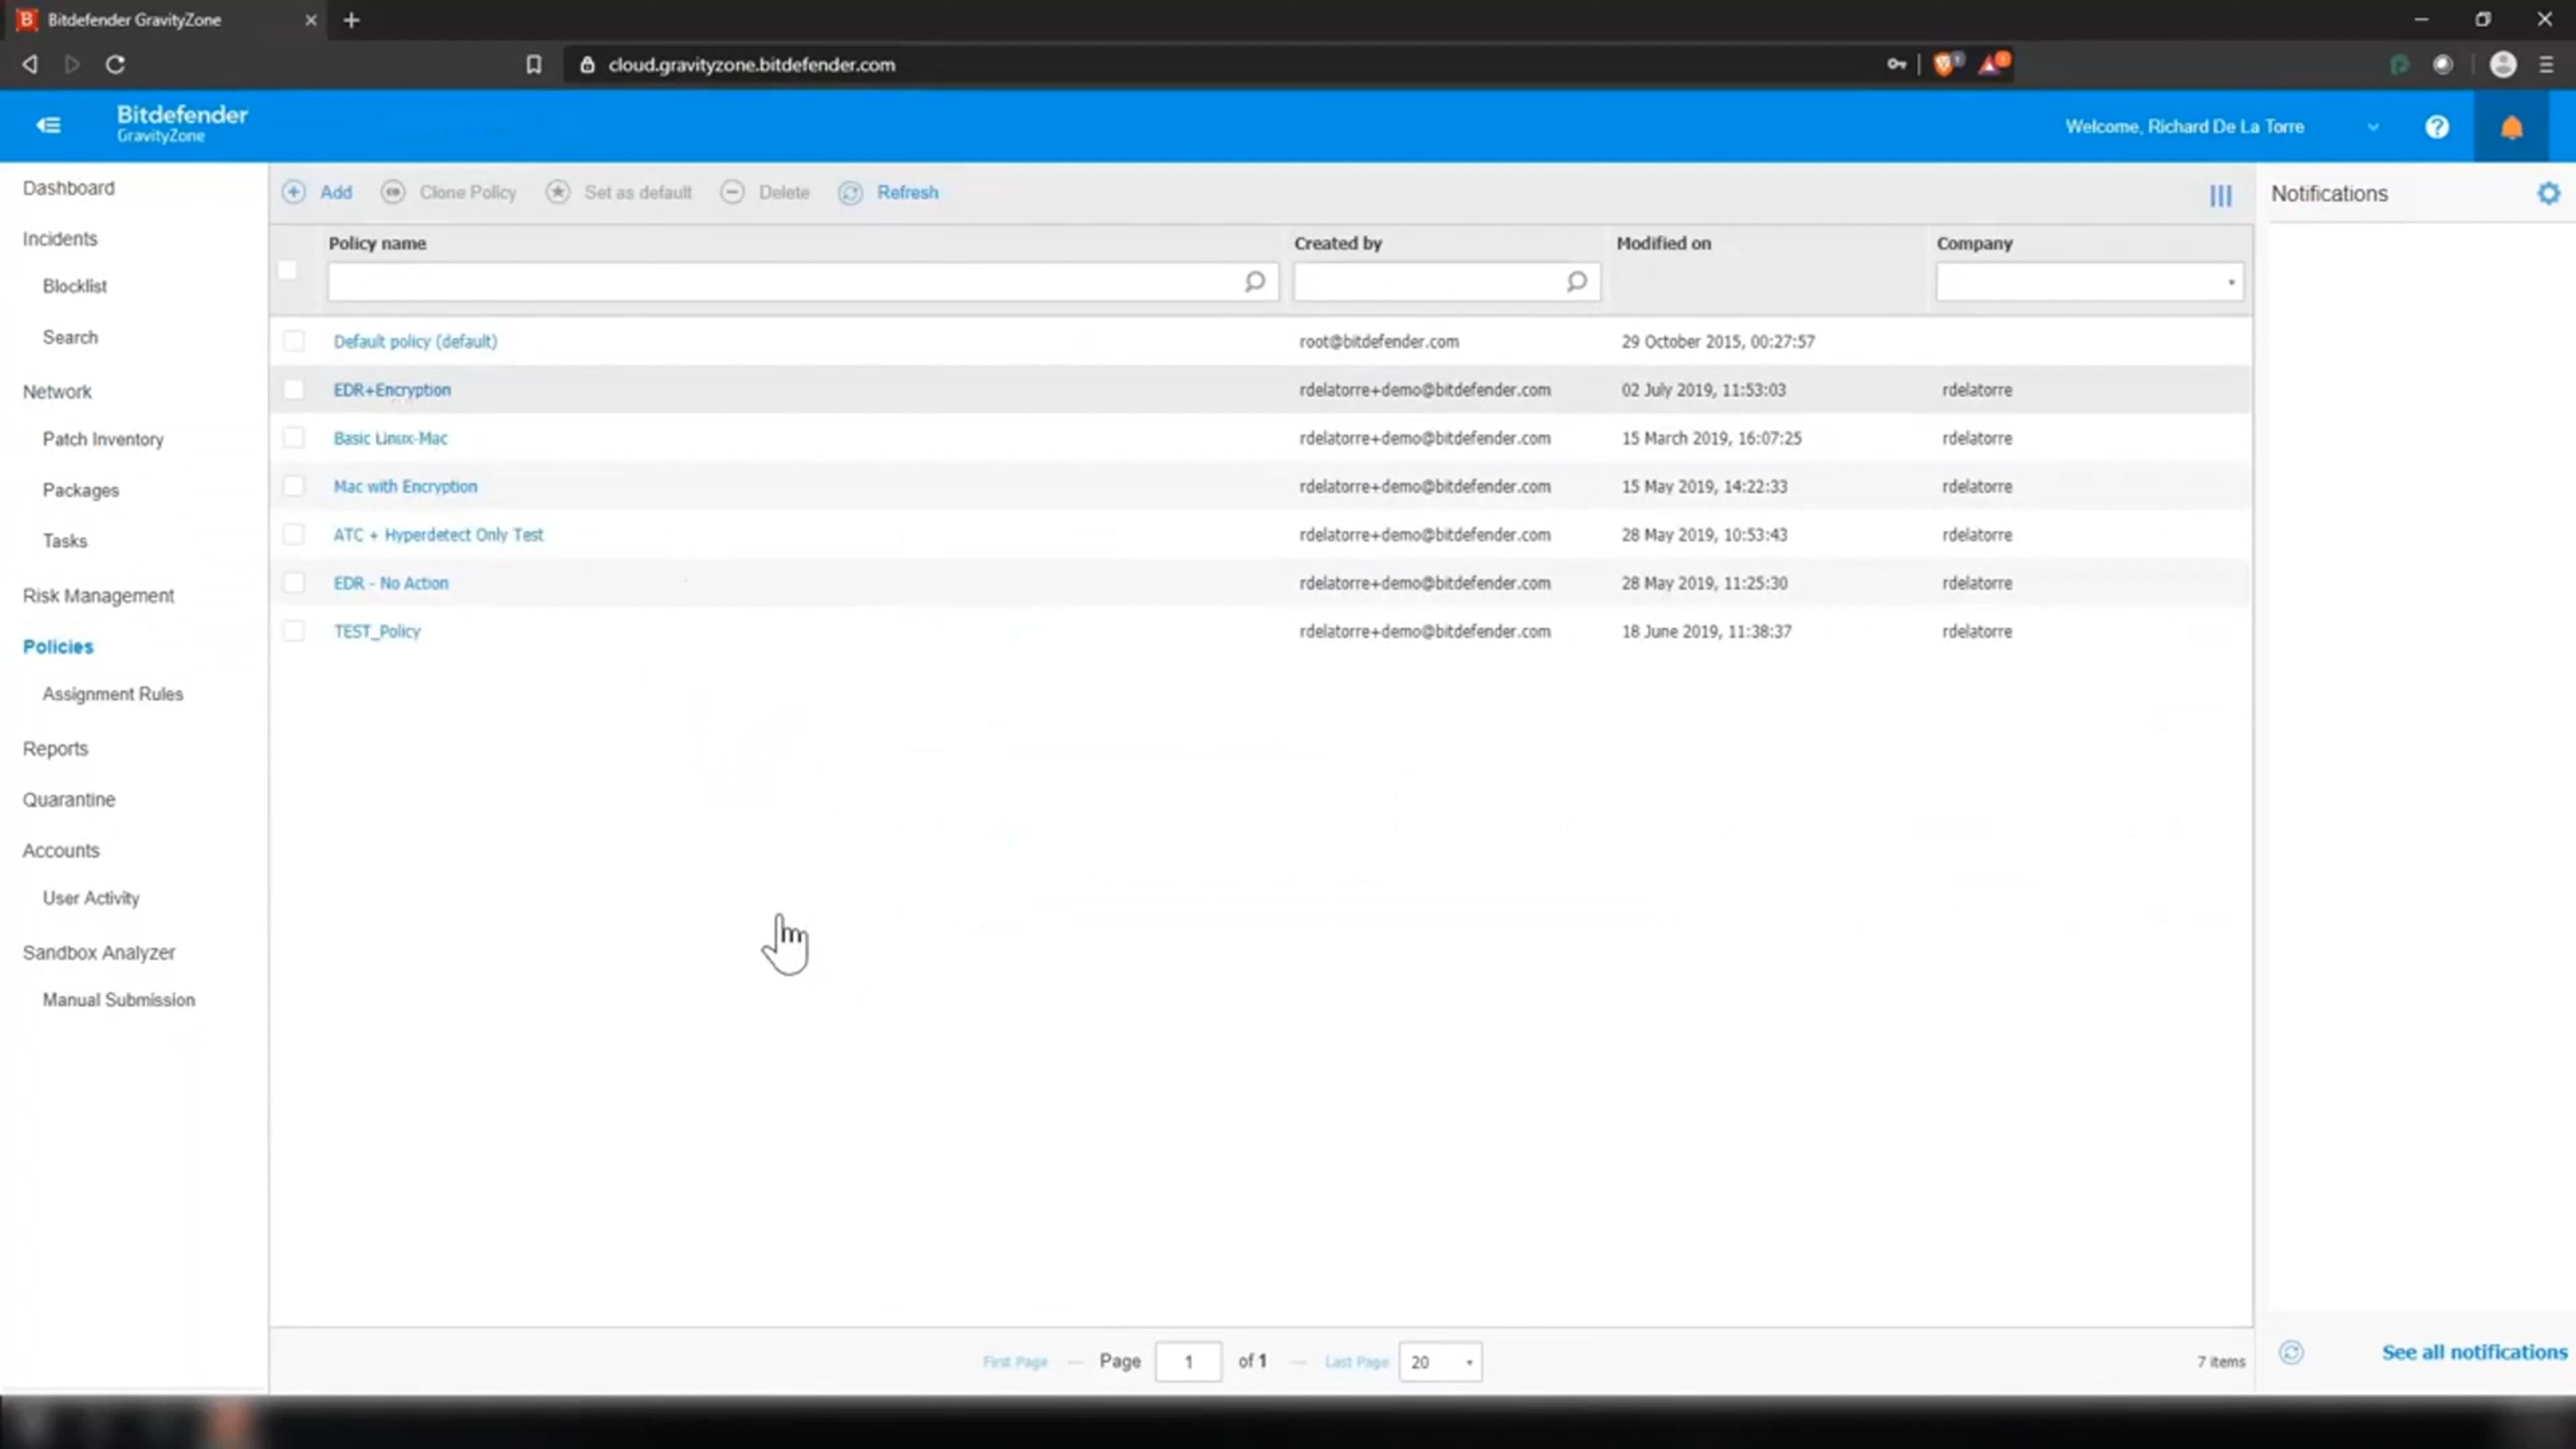 Bitdefender GravityZone
cloud.gravityzone.bitdefender.com
Bitdefender
GravityZone
Welcome, Richard De La Torre
Dashboard
Incidents
Blocklist
Search
Network
Patch Inventory
Packages
Tasks
Risk Management
Policies
Assignment Rules
Reports
Quarantine
Accounts
User Activity
Sandbox Analyzer
Manual Submission
Add Clone Policy Set as default Delete Refresh
Policy name Created by Modified on Company
Default policy (default) root@bitdefender.com 29 October 2015, 00:27:57
EDR+Encryption rdelatorre+demo@bitdefender.com 02 July 2019, 11:53:03 rdelatorre
Basic Linux-Mac rdelatorre+demo@bitdefender.com 15 March 2019, 16:07:25 rdelatorre
Mac with Encryption rdelatorre+demo@bitdefender.com 15 May 2019, 14:22:33 rdelatorre
ATC + Hyperdetect Only Test rdelatorre+demo@bitdefender.com 28 May 2019, 10:53:43 rdelatorre
EDR - No Action rdelatorre+demo@bitdefender.com 28 May 2019, 11:25:30 rdelatorre
TEST_Policy rdelatorre+demo@bitdefender.com 18 June 2019, 11:38:37 rdelatorre
First Page — Page 1 of 1 — Last Page 20 7 items
Notifications
See all notifications